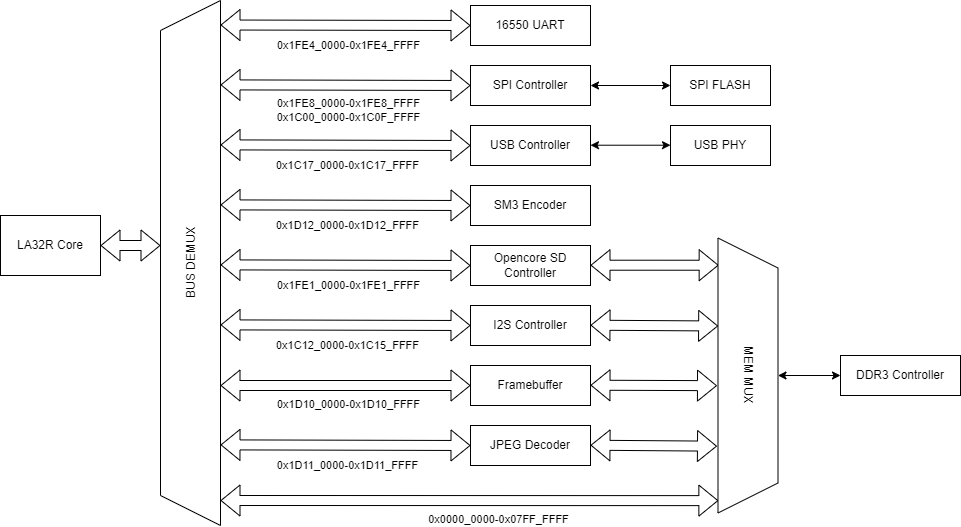 16550 UART
0x1FE4_0000-0x1FE4_FFFF
SPI Controller
SPI FLASH
0x1FE8_0000-0x1FE8_FFFF
0x1C00_0000-0x1C0F_FFFF
USB Controller
USB PHY
0x1C17_0000-0x1C17_FFFF
SM3 Encoder
0x1D12_0000-0x1D12_FFFF
LA32R Core
BUS DEMUX
Opencore SD
Controller
0x1FE1_0000-0x1FE1_FFFF
I2S Controller
0x1C12_0000-0x1C15_FFFF
MEM MUX
DDR3 Controller
Framebuffer
0x1D10_0000-0x1D10_FFFF
JPEG Decoder
0x1D11_0000-0x1D11_FFFF
0x0000_0000-0x07FF_FFFF